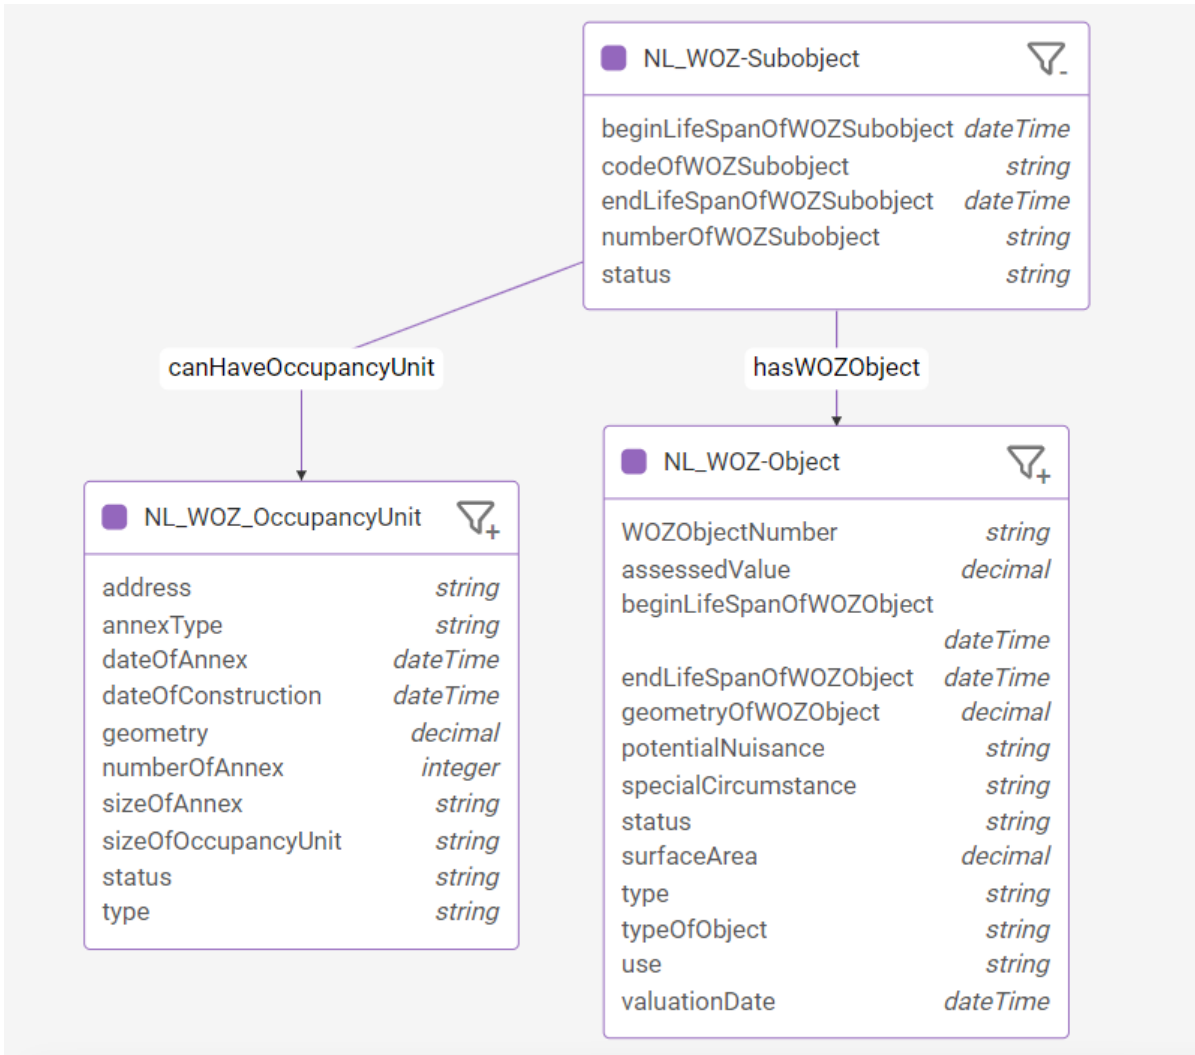 NL_WOZ-Subobject
beginLifeSpanOfWOZSubobject dateTime
codeOfWOZSubobject string
endLifeSpanOfWOZSubobject dateTime
numberOfWOZSubobject string
status string
canHaveOccupancyUnit
hasWOZObject
NL_WOZ_OccupancyUnit
address string
annexType string
dateOfAnnex dateTime
dateOfConstruction dateTime
geometry decimal
numberOfAnnex integer
sizeOfAnnex string
sizeOfOccupancyUnit string
status string
type string
NL_WOZ-Object
WOZObjectNumber string
assessedValue decimal
beginLifeSpanOfWOZObject
dateTime
endLifeSpanOfWOZObject dateTime
geometryOfWOZObject decimal
potentialNuisance string
specialCircumstance string
status string
surfaceArea decimal
type string
typeOfObject string
use string
valuationDate dateTime